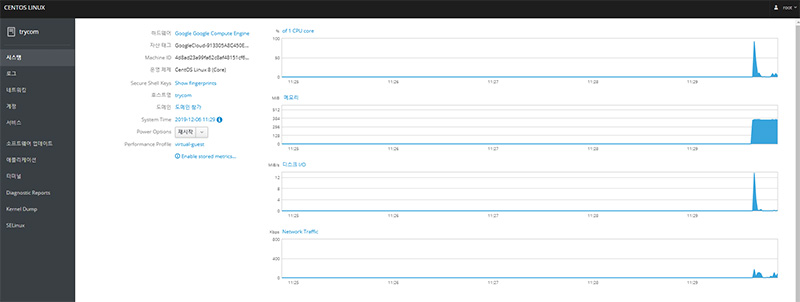 CENTOS LINUX
root
trycom
시스템
로그
네트워킹
계정
서비스
소프트웨어 업데이트
애플리케이션
터미널
Diagnostic Reports
Kernel Dump
SELinux
하드웨어 Google Google Compute Engine
자산 태그
Machine ID
운영 체제 CentOS Linux 8 (Core)
Secure Shell Keys Show fingerprints
호스트명 trycom
도메인 도메인 참가
System Time 2019-12-06 11:29
Power Options 재시작
Performance Profile virtual-guest
Enable stored metrics...
% of 1 CPU core
100
50
0
11:25 11:26 11:27 11:28 11:29
MiB 메모리
512
384
256
128
0
11:25 11:26 11:27 11:28 11:29
MiB/s 디스크 I/O
12
8
4
0
11:25 11:26 11:27 11:28 11:29
Kbps Network Traffic
800
400
0
11:25 11:26 11:27 11:28 11:29